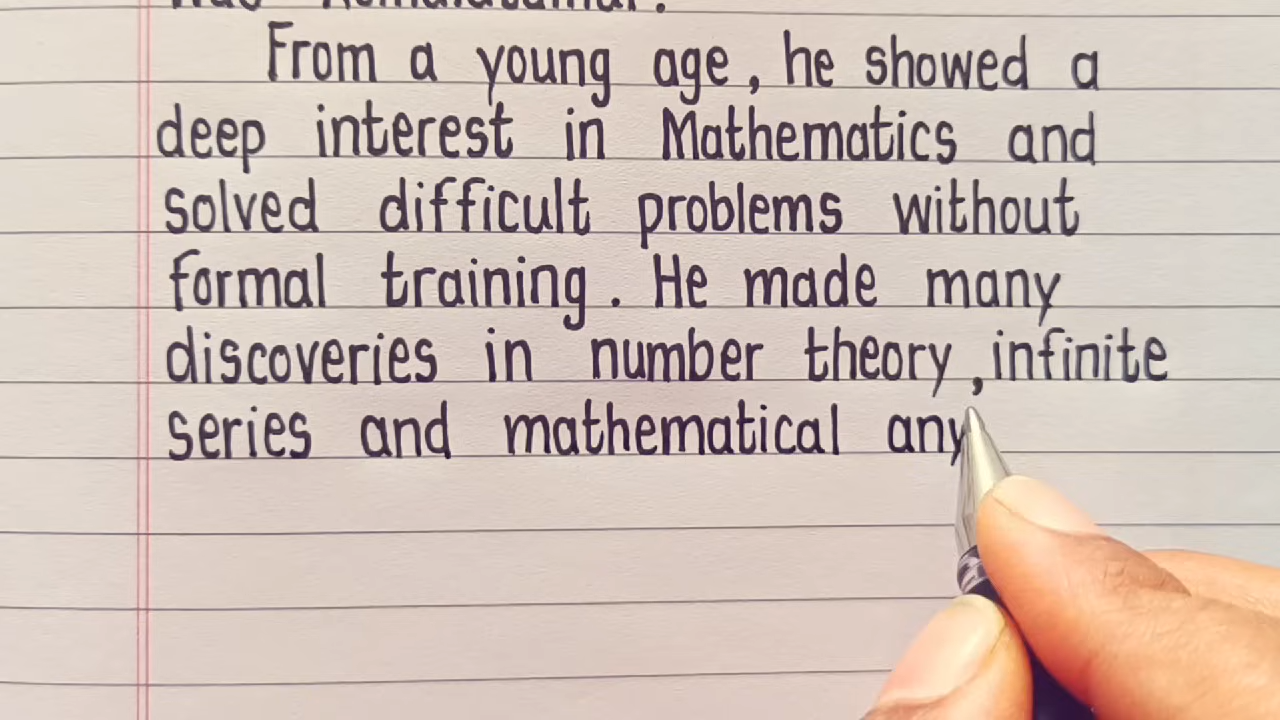 From a young age, he showed a
deep interest in Mathematics and
solved difficult problems without
formal training. He made many
discoveries in number theory, infinite
series and mathematical any